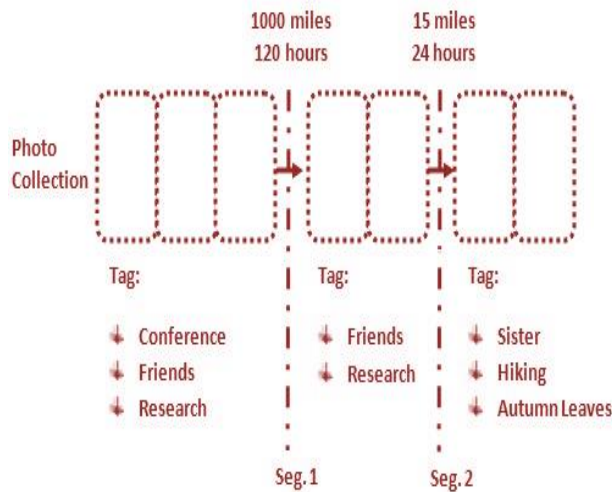 1000 miles
120 hours
15 miles
24 hours
Photo
Collection
Tag:
Conference
Friends
Research
Tag:
Friends
Research
Tag:
Sister
Hiking
Autumn Leaves
Seg. 1
Seg. 2